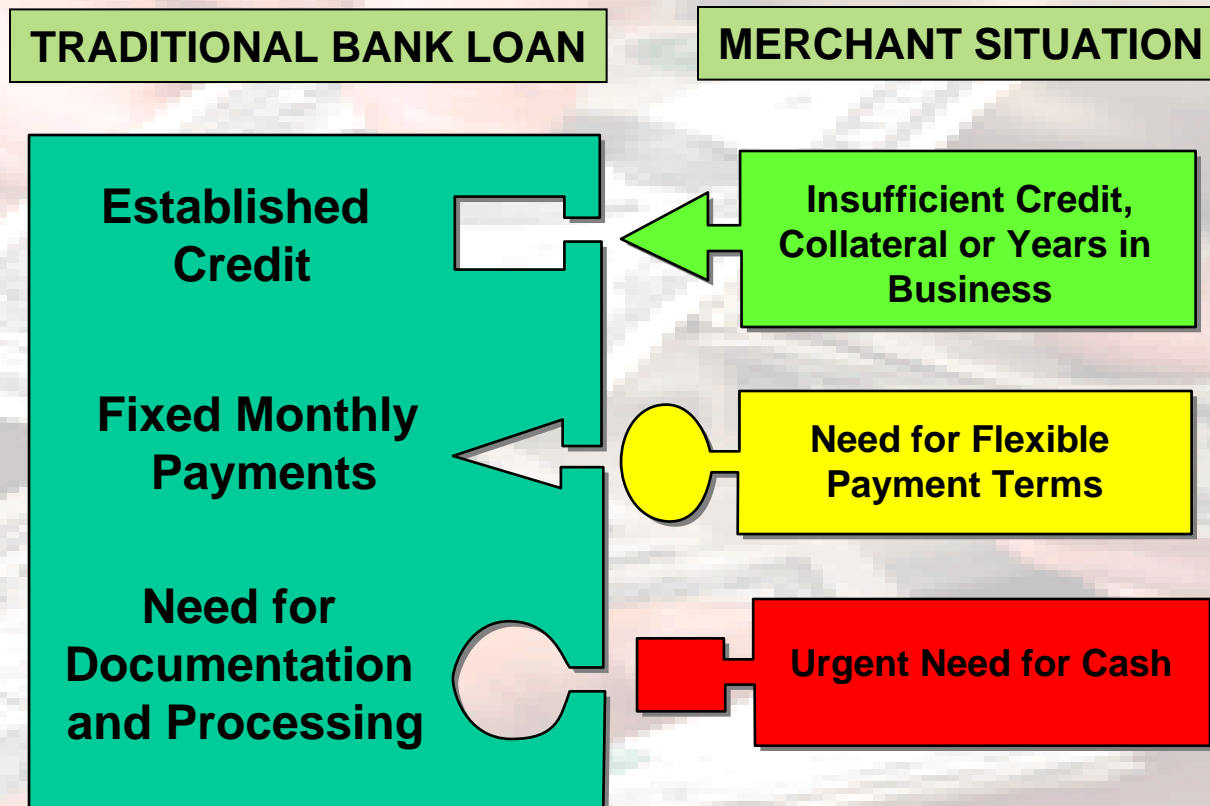 TRADITIONAL BANK LOAN
MERCHANT SITUATION
Established
Credit
Insufficient Credit,
Collateral or Years in
Business
Fixed Monthly
Payments
Need for Flexible
Payment Terms
Need for
Documentation
and Processing
Urgent Need for Cash